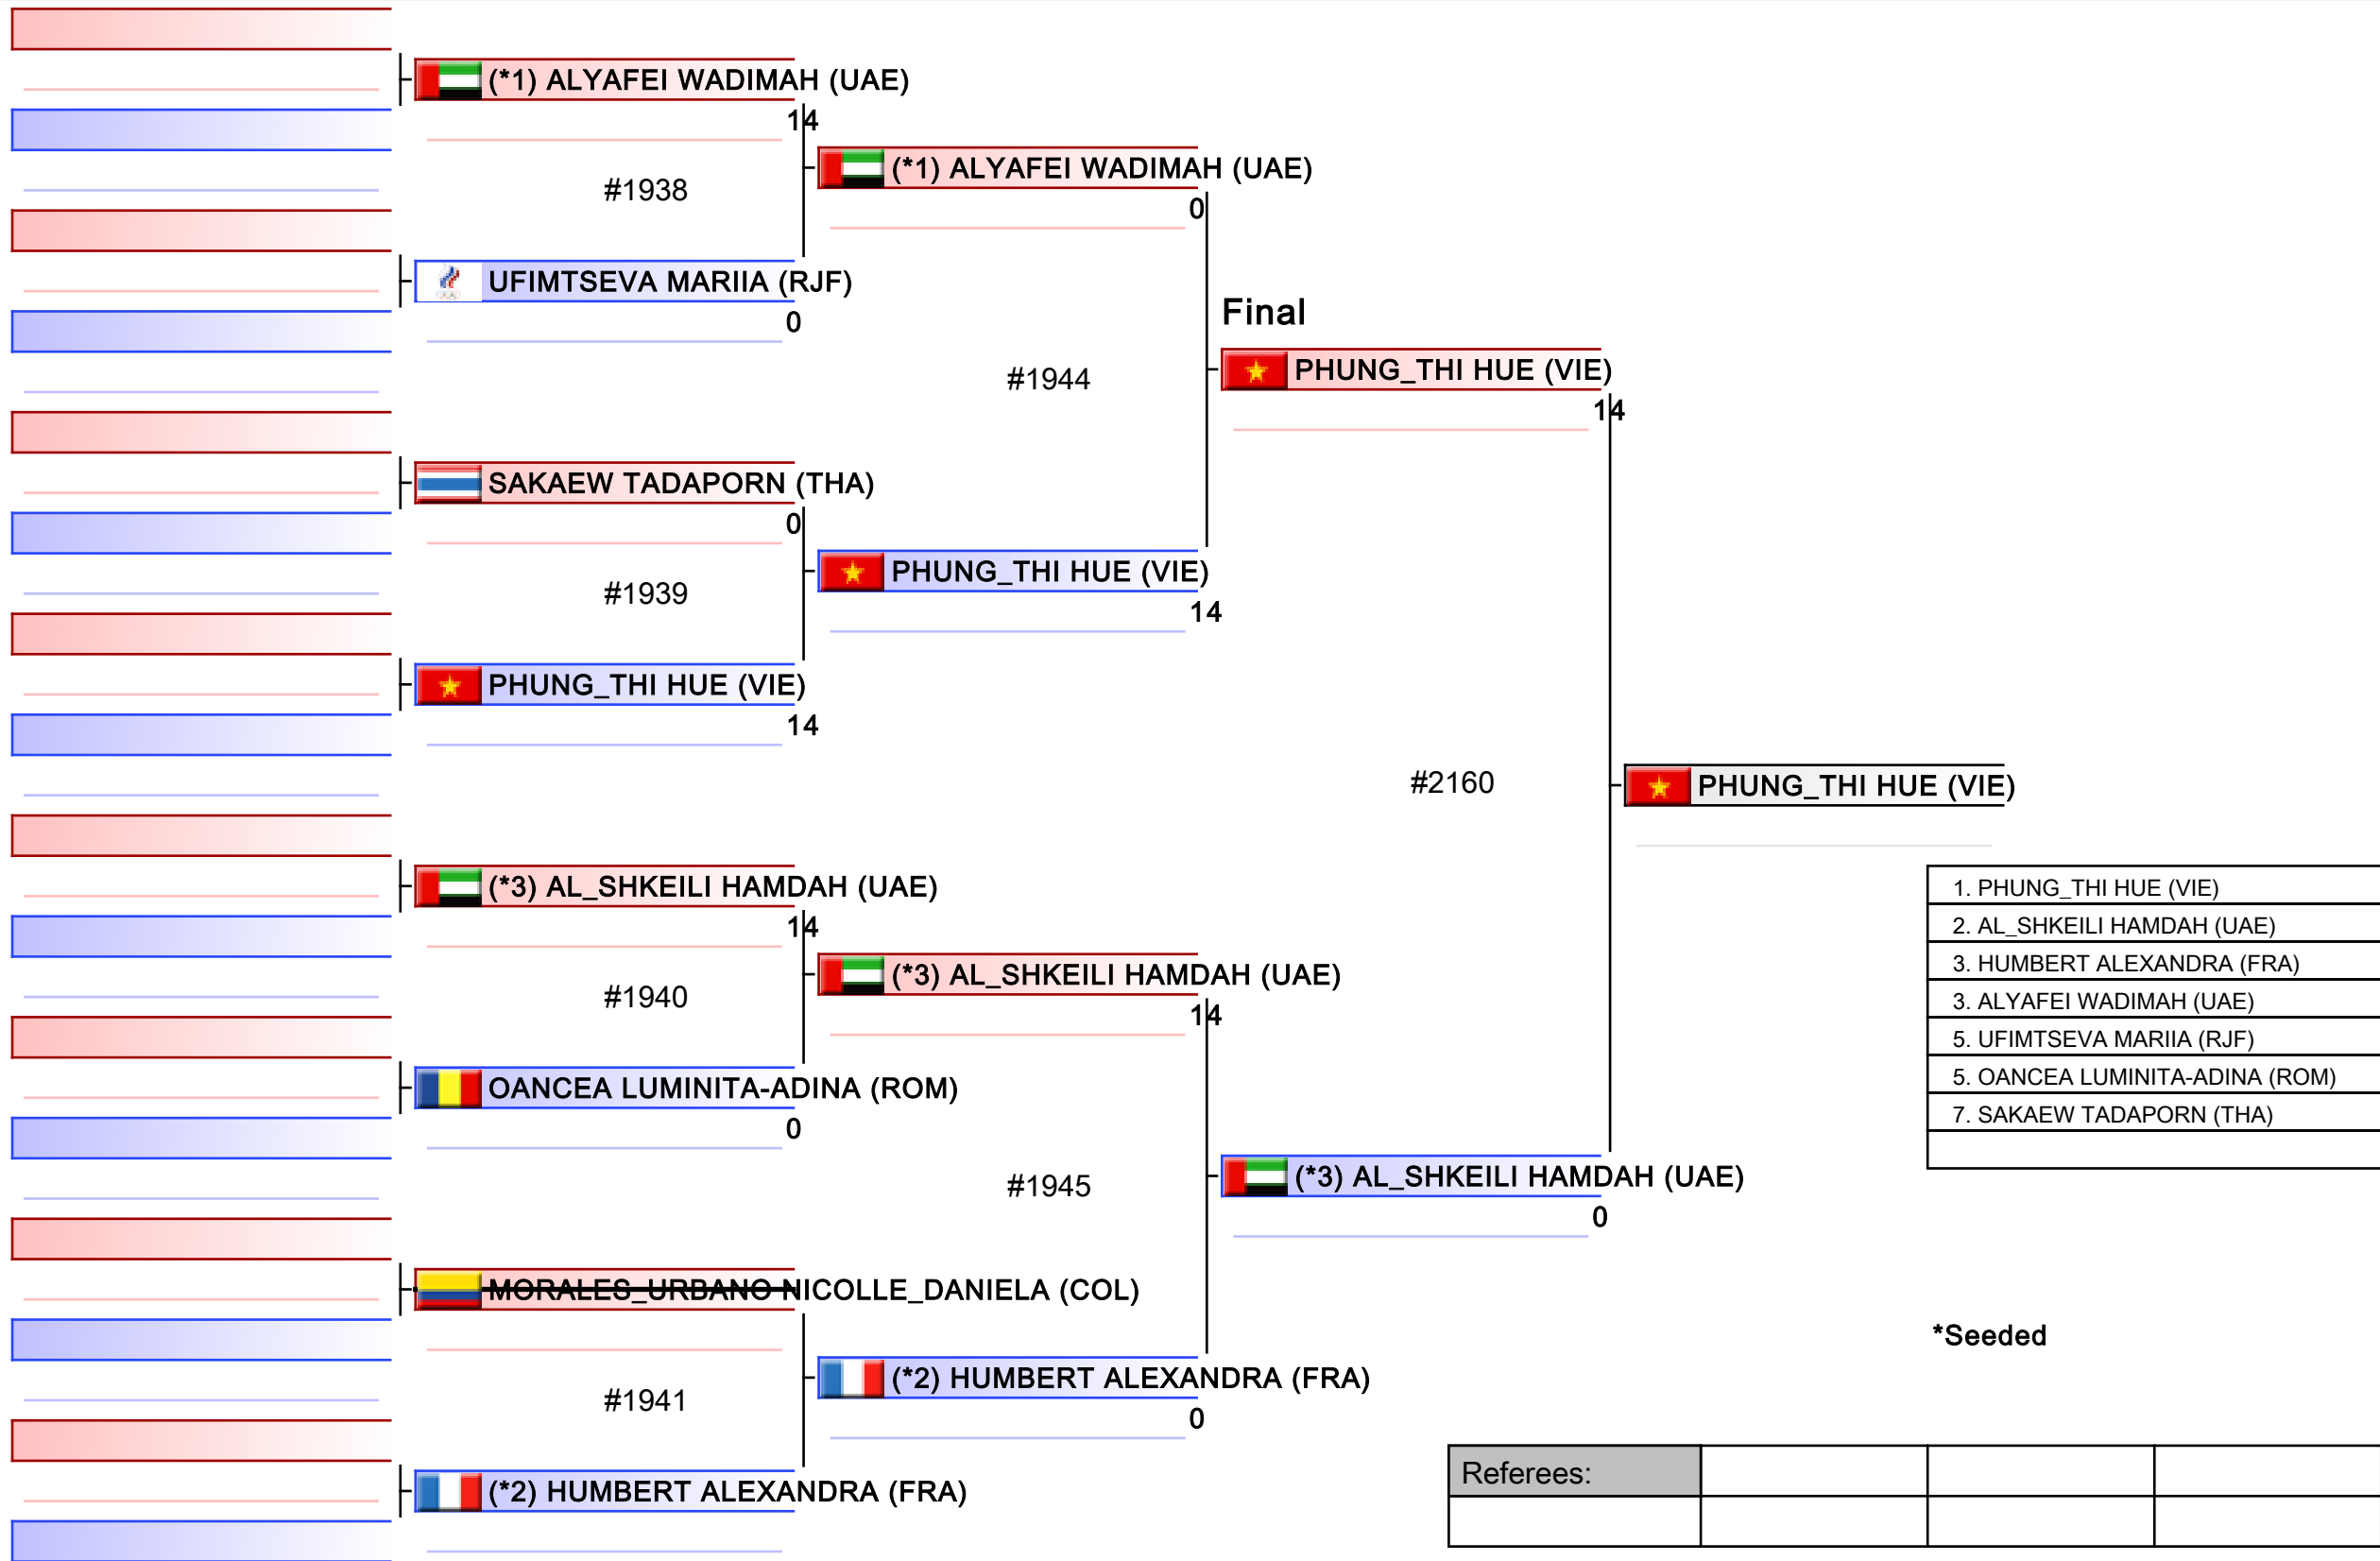 (*1) ALYAFEI WADIMAH (UAE)
14
#1938
UFIMTSEVA MARIIA (RJF)
0
SAKAEW TADAPORN (THA)
0
#1939
PHUNG_THI HUE (VIE)
14
(*3) AL_SHKEILI HAMDAH (UAE)
14
#1940
OANCEA LUMINITA-ADINA (ROM)
0
MORALES_URBANO NICOLLE_DANIELA (COL)
#1941
(*2) HUMBERT ALEXANDRA (FRA)
(*1) ALYAFEI WADIMAH (UAE)
0
#1944
PHUNG_THI HUE (VIE)
14
(*3) AL_SHKEILI HAMDAH (UAE)
14
#1945
(*2) HUMBERT ALEXANDRA (FRA)
0
Final
PHUNG_THI HUE (VIE)
14
#2160
(*3) AL_SHKEILI HAMDAH (UAE)
0
PHUNG_THI HUE (VIE)
1. PHUNG_THI HUE (VIE)
2. AL_SHKEILI HAMDAH (UAE)
3. HUMBERT ALEXANDRA (FRA)
3. ALYAFEI WADIMAH (UAE)
5. UFIMTSEVA MARIIA (RJF)
5. OANCEA LUMINITA-ADINA (ROM)
7. SAKAEW TADAPORN (THA)
*Seeded
Referees: